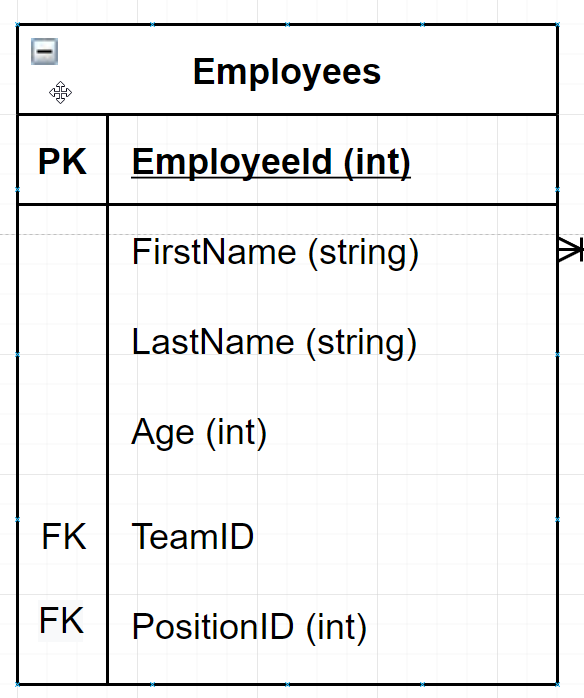 Employees
PK EmployeeId (int)
FirstName (string)
LastName (string)
Age (int)
FK TeamID
FK PositionID (int)